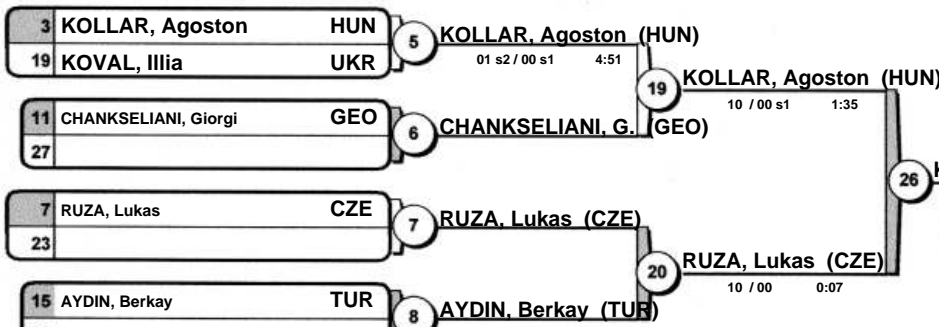 3 KOLLAR, Agoston HUN
19 KOVAL, Illia UKR
5
KOLLAR, Agoston (HUN)
01 s2 / 00 s1 4:51
11 CHANKSELIANI, Giorgi GEO
27
6
CHANKSELIANI, G. (GEO)
19
KOLLAR, Agoston (HUN)
10 / 00 s1 1:35
7 RUZA, Lukas CZE
23
7
RUZA, Lukas (CZE)
15 AYDIN, Berkay TUR
8
AYDIN, Berkay (TUR)
20
RUZA, Lukas (CZE)
10 / 00 0:07
26